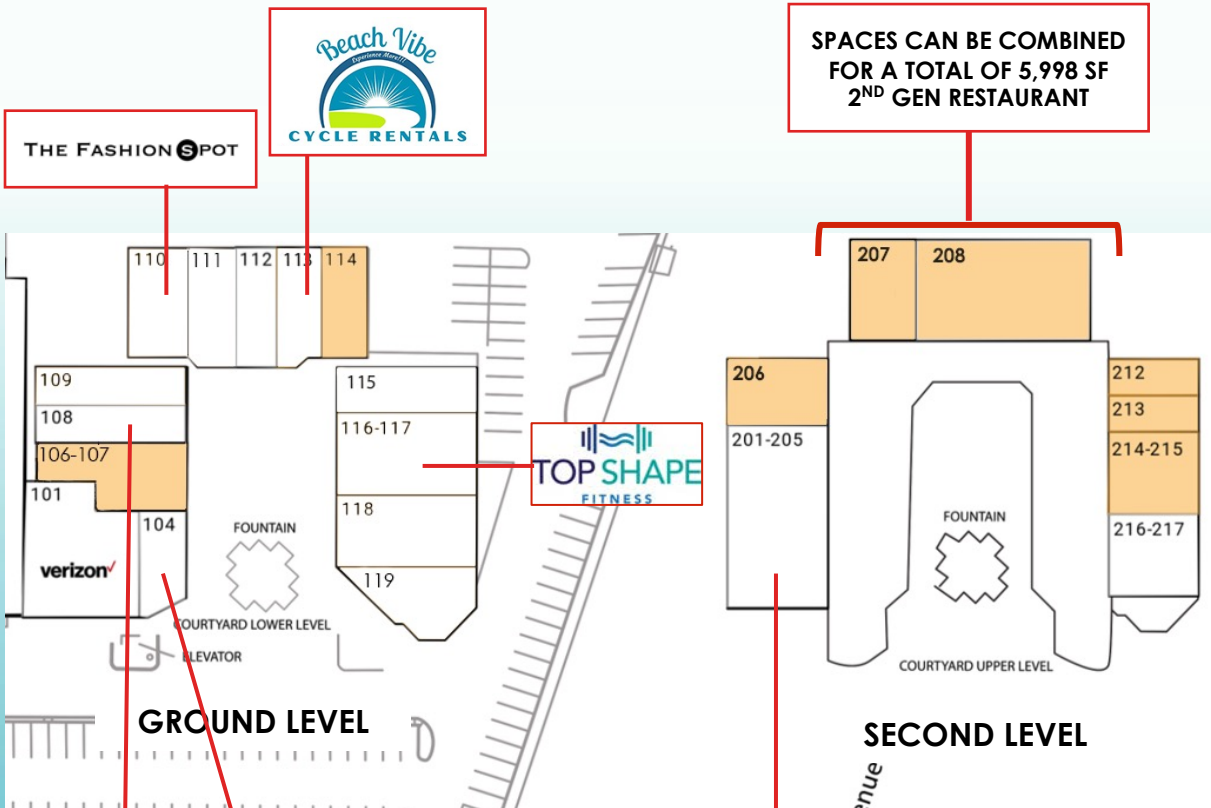 Beach Vibe
Experience More!!!
CYCLE RENTALS
SPACES CAN BE COMBINED
FOR A TOTAL OF 5,998 SF
2ND GEN RESTAURANT
THE FASHION SPOT
110
111
112
113
114
109
108
106-107
101
104
verizon
115
116-117
118
119
TOP SHAPE
FITNESS
FOUNTAIN
COURTYARD LOWER LEVEL
ELEVATOR
GROUND LEVEL
207
208
206
201-205
212
213
214-215
216-217
FOUNTAIN
COURTYARD UPPER LEVEL
SECOND LEVEL